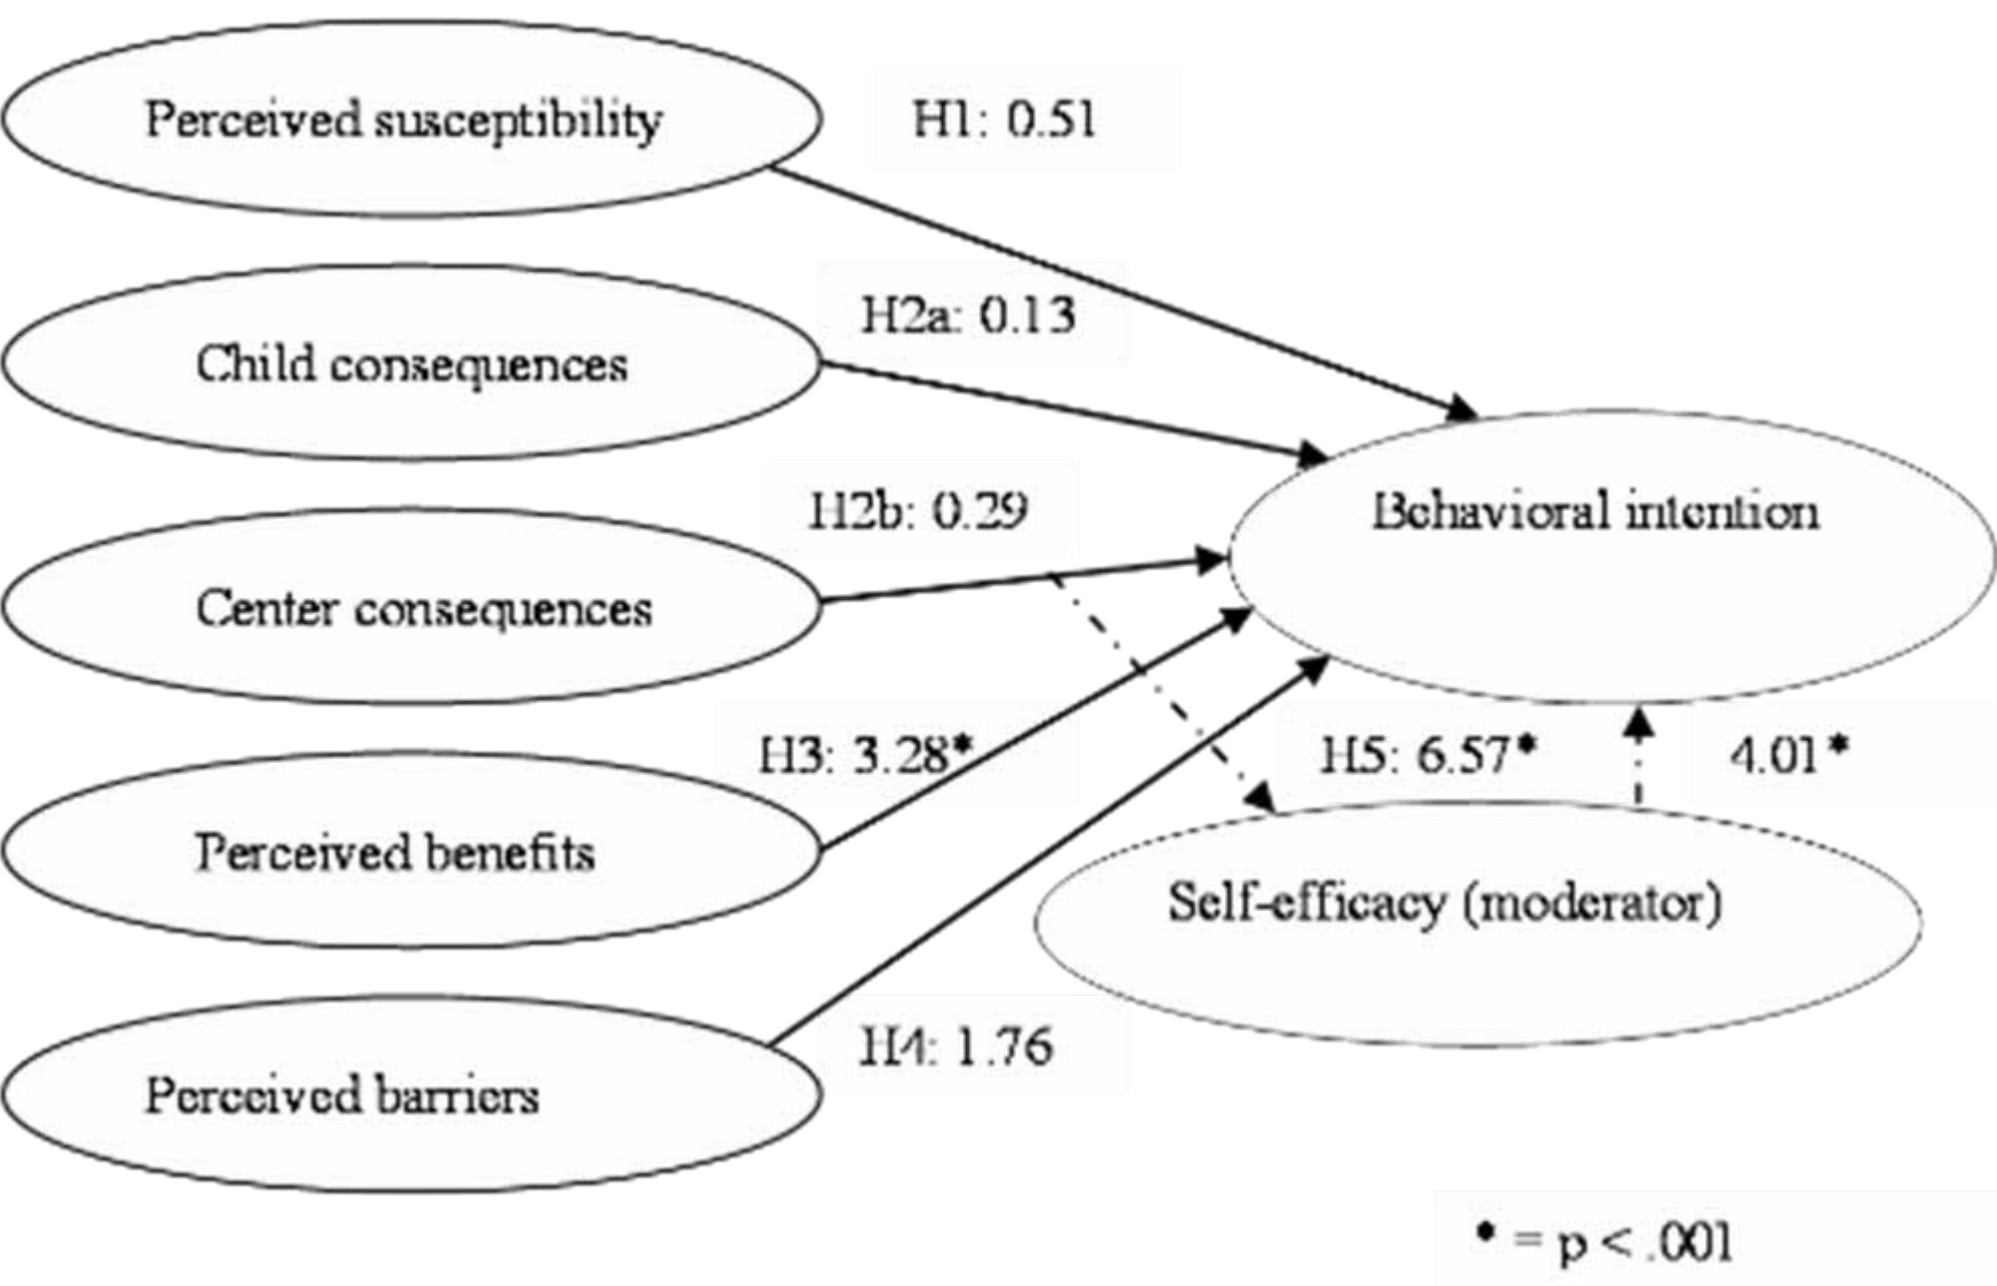 Perceived susceptibility
H1: 0.51
H2a: 0.13
Child consequences
H2b: 0.29
Behavioral intention
Center consequences
H3: 3.28*
H5: 6.57*
4.01*
Perceived benefits
Self-efficacy (moderator)
H4: 1.76
Perceived barriers
* = p < .001